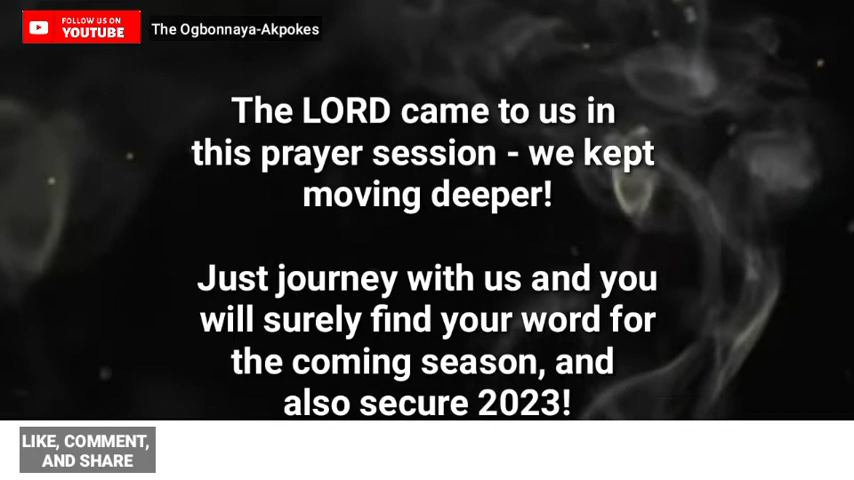 FOLLOW US ON
YOUTUBE
The Ogbonnaya-Akpokes
The LORD came to us in
this prayer session - we kept
moving deeper!
Just journey with us and you
will surely find your word for
the coming season, and
also secure 2023!
LIKE, COMMENT,
AND SHARE